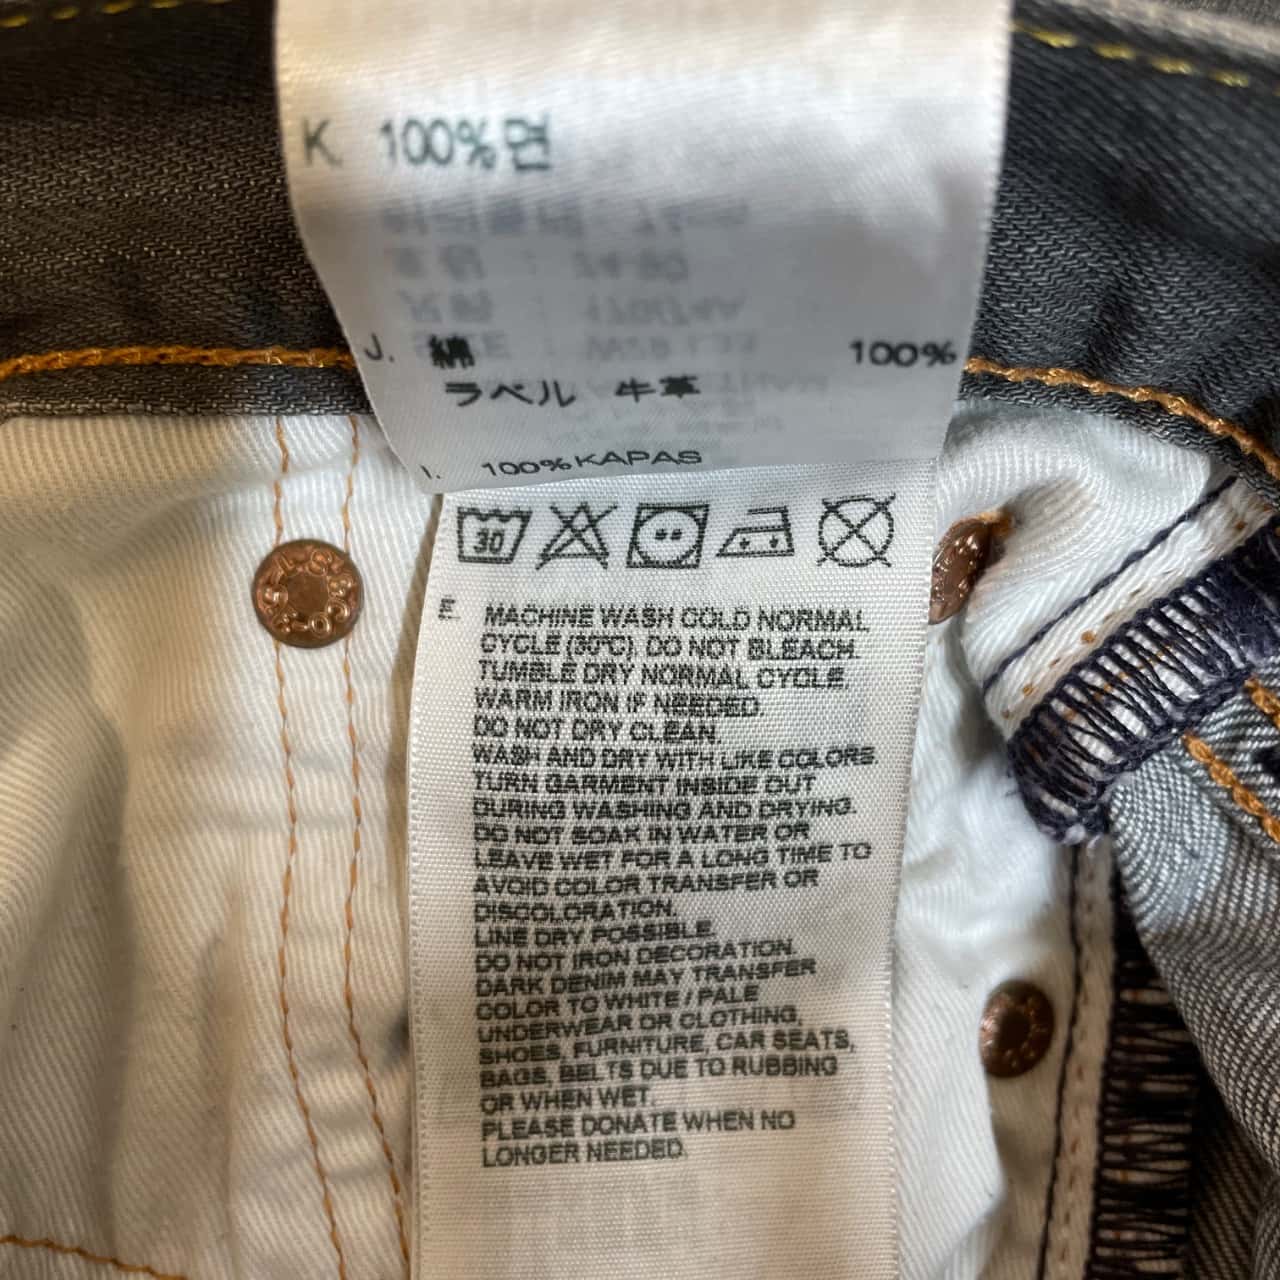 K. 100%면
J. 綿 100%
ラベル 牛革
I. 100% KAPAS
30
E. MACHINE WASH COLD NORMAL
CYCLE (30°C). DO NOT BLEACH.
TUMBLE DRY NORMAL CYCLE.
WARM IRON IF NEEDED.
DO NOT DRY CLEAN.
WASH AND DRY WITH LIKE COLORS
TURN GARMENT INSIDE OUT
DURING WASHING AND DRYING.
DO NOT SOAK IN WATER OR
LEAVE WET FOR A LONG TIME TO
AVOID COLOR TRANSFER OR
DISCOLORATION.
LINE DRY POSSIBLE.
DO NOT IRON DECORATION.
DARK DENIM MAY TRANSFER
COLOR TO WHITE / PALE
UNDERWEAR OR CLOTHING,
SHOES, FURNITURE, CAR SEATS,
BAGS, BELTS DUE TO RUBBING
OR WHEN WET.
PLEASE DONATE WHEN NO
LONGER NEEDED.